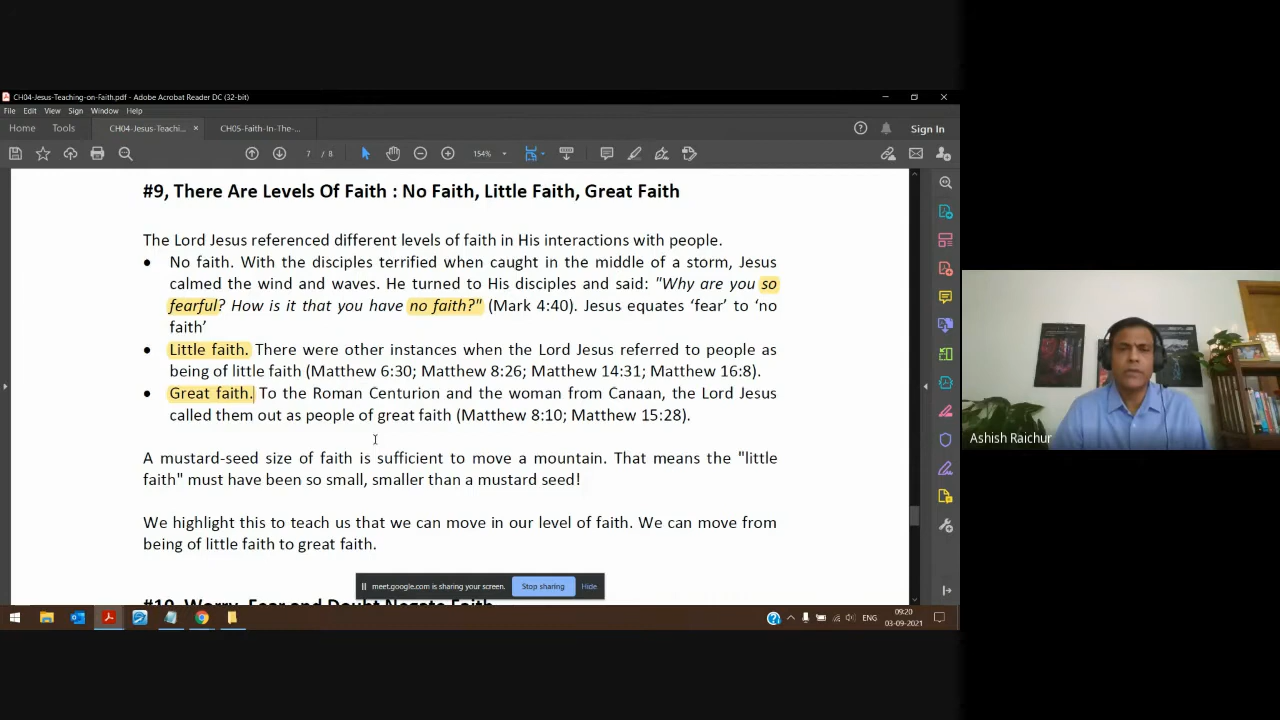 CH04-Jesus-Teaching-on-Faith.pdf - Adobe Acrobat Reader DC (32-bit)
File Edit View Sign Window Help
Home Tools CH04-Jesus-Teachi... × CH05-Faith-In-The-... Sign In
7 / 8 154%
#9, There Are Levels Of Faith : No Faith, Little Faith, Great Faith
The Lord Jesus referenced different levels of faith in His interactions with people.
• No faith. With the disciples terrified when caught in the middle of a storm, Jesus
calmed the wind and waves. He turned to His disciples and said: "Why are you so
fearful? How is it that you have no faith?" (Mark 4:40). Jesus equates ‘fear’ to ‘no
faith’
• Little faith. There were other instances when the Lord Jesus referred to people as
being of little faith (Matthew 6:30; Matthew 8:26; Matthew 14:31; Matthew 16:8).
• Great faith. To the Roman Centurion and the woman from Canaan, the Lord Jesus
called them out as people of great faith (Matthew 8:10; Matthew 15:28).
A mustard-seed size of faith is sufficient to move a mountain. That means the "little
faith" must have been so small, smaller than a mustard seed!
We highlight this to teach us that we can move in our level of faith. We can move from
being of little faith to great faith.
meet.google.com is sharing your screen. Stop sharing Hide
#10, Worry, Fear and Doubt Negate Faith
Ashish Raichur
ENG
09:20
03-09-2021